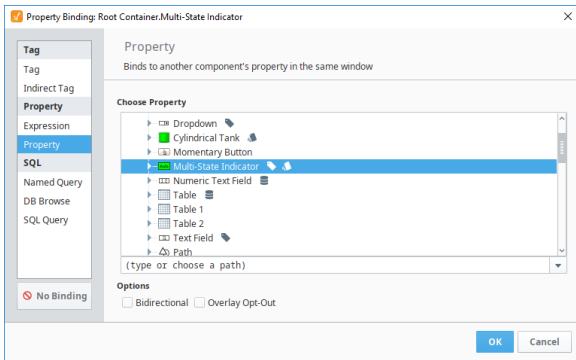 Property Binding: Root Container.Multi-State Indicator
Tag
Tag
Indirect Tag
Property
Expression
Property
SQL
Named Query
DB Browse
SQL Query
No Binding
Property
Binds to another component's property in the same window
Choose Property
Dropdown
Cylindrical Tank
Momentary Button
Multi-State Indicator
Numeric Text Field
Table
Table 1
Table 2
Text Field
Path
(type or choose a path)
Options
Bidirectional Overlay Opt-Out
OK Cancel